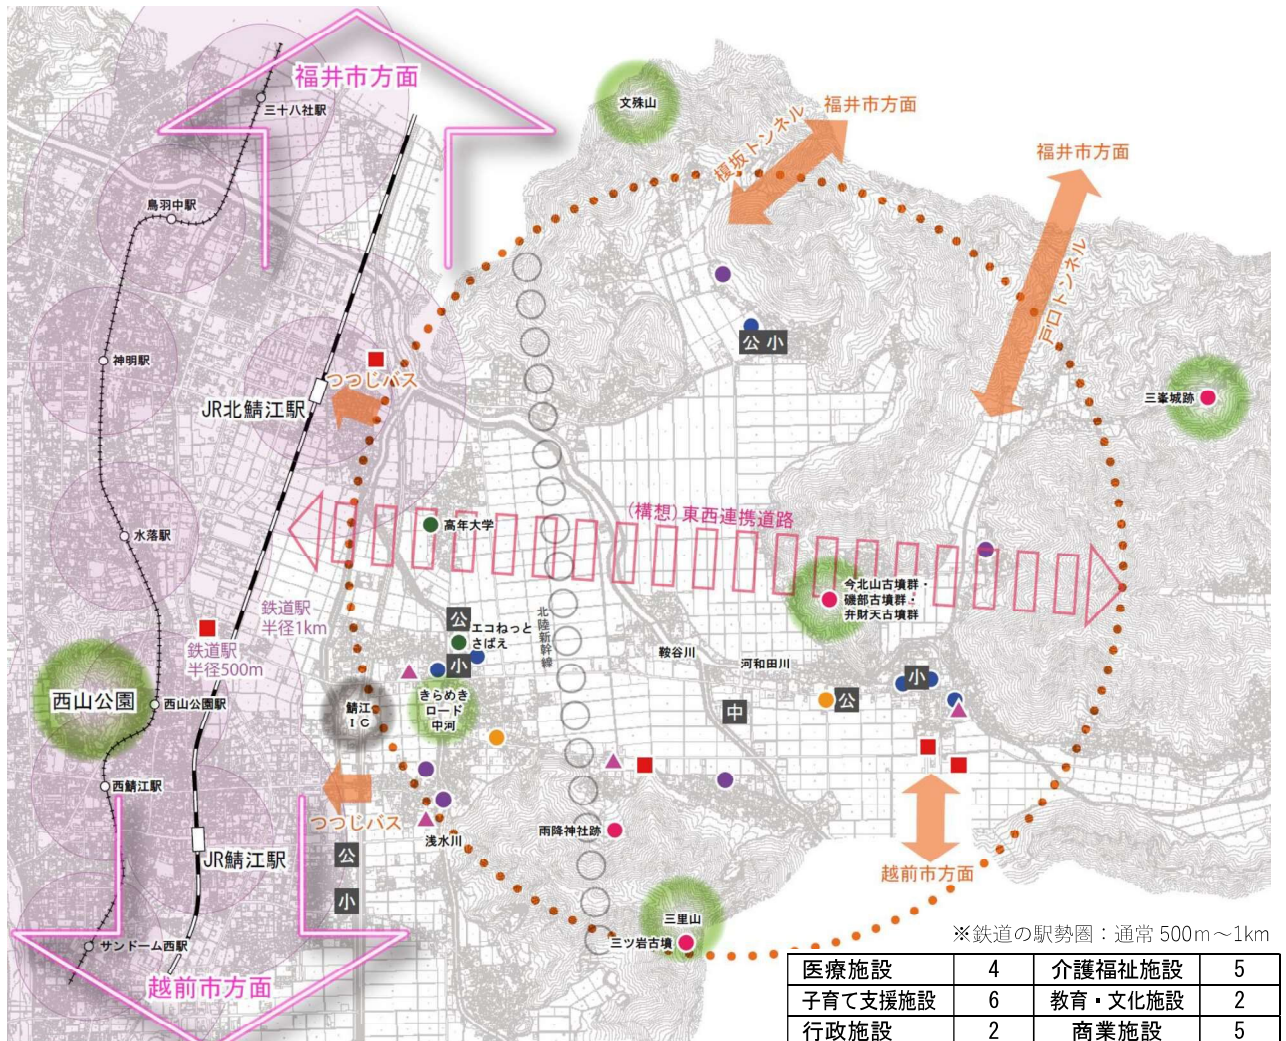 福井市方面
三十八社駅
文殊山
榎坂トンネル
福井市方面
福井市方面
戸口トンネル
鳥羽中駅
公 小
神明駅
つつじバス
JR北鯖江駅
三峯城跡
水落駅
高年大学
(構想)東西連携道路
今北山古墳群・
磯部古墳群・
弁財天古墳群
鉄道駅
半径1km
鉄道駅
半径500m
公
エコねっと
さばえ
小
北陸新幹線
鞍谷川
河和田川
小
西山公園
西山公園駅
鯖江
IC
きらめき
ロード
中河
中
公
西鯖江駅
つつじバス
浅水川
雨降神社跡
JR鯖江駅
公
小
越前市方面
三里山
三ツ岩古墳
サンドーム西駅
越前市方面
※鉄道の駅勢圏：通常500m～1km
医療施設 4 介護福祉施設 5
子育て支援施設 6 教育・文化施設 2
行政施設 2 商業施設 5